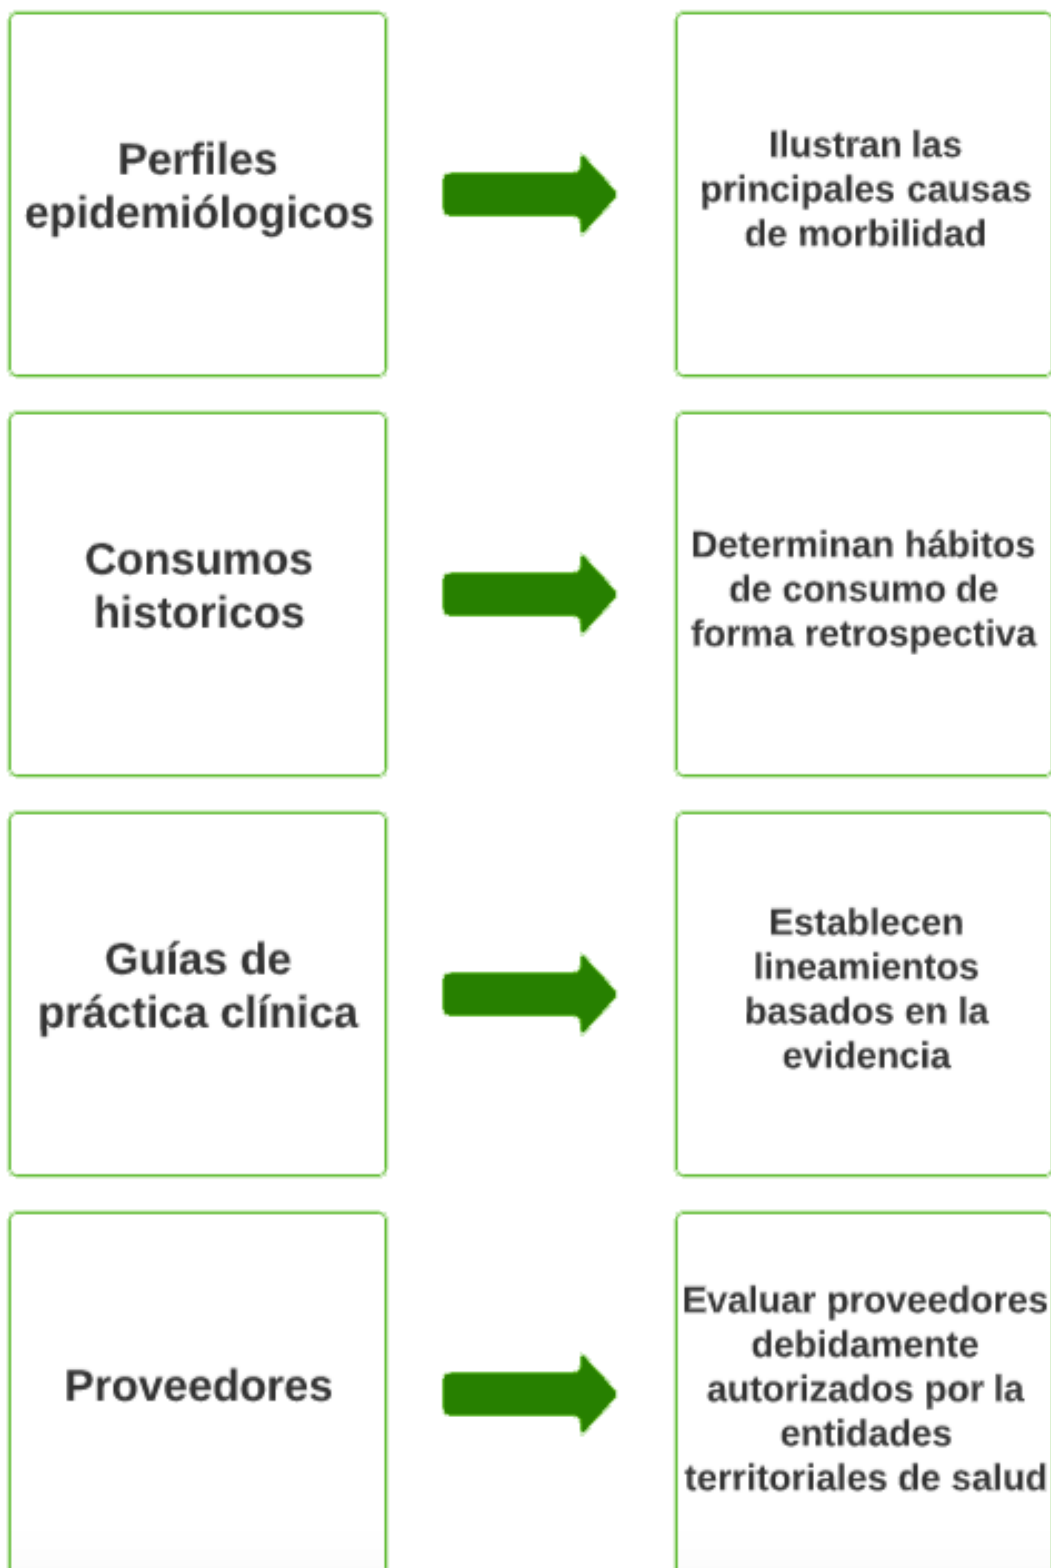 Perfiles
epidemiólogicos
Ilustran las
principales causas
de morbilidad
Consumos
historicos
Determinan hábitos
de consumo de
forma retrospectiva
Guías de
práctica clínica
Establecen
lineamientos
basados en la
evidencia
Proveedores
Evaluar proveedores
debidamente
autorizados por la
entidades
territoriales de salud